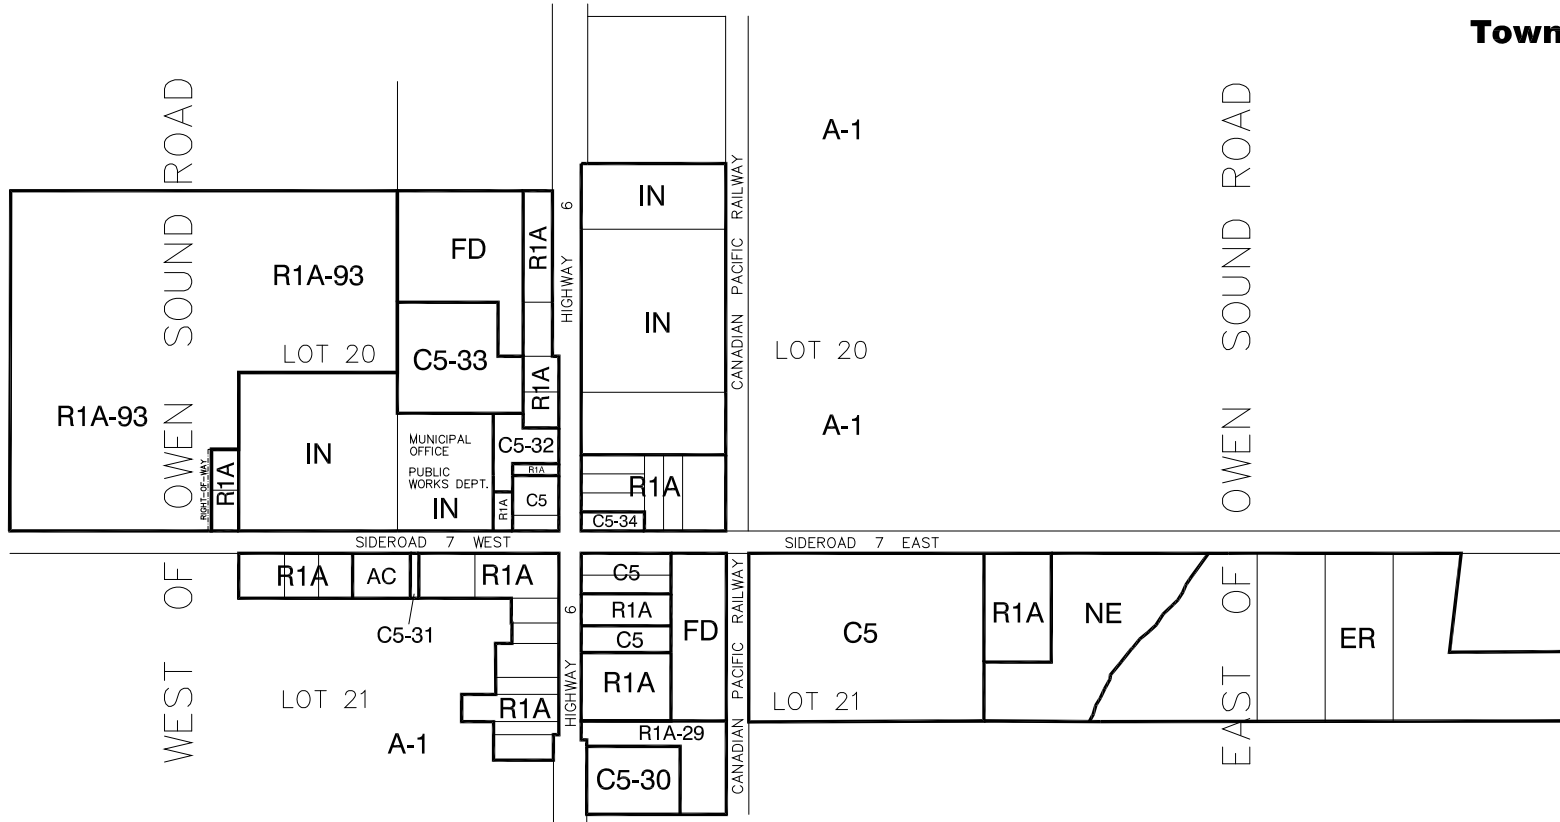 Town
WEST OF OWEN SOUND ROAD
EAST OF OWEN SOUND ROAD
A-1
IN
R1A
FD
HIGHWAY 6
CANADIAN PACIFIC RAILWAY
R1A-93
IN
LOT 20
C5-33
LOT 20
R1A
R1A-93
A-1
MUNICIPAL
OFFICE
C5-32
IN
PUBLIC
WORKS DEPT.
R1A
R1A
RIGHT-OF-WAY
R1A
C5
IN
R1A
C5-34
SIDEROAD 7 WEST
SIDEROAD 7 EAST
R1A
AC
R1A
C5
HIGHWAY 6
CANADIAN PACIFIC RAILWAY
R1A
R1A
NE
C5-31
C5
FD
C5
ER
R1A
LOT 21
R1A
LOT 21
A-1
R1A-29
C5-30